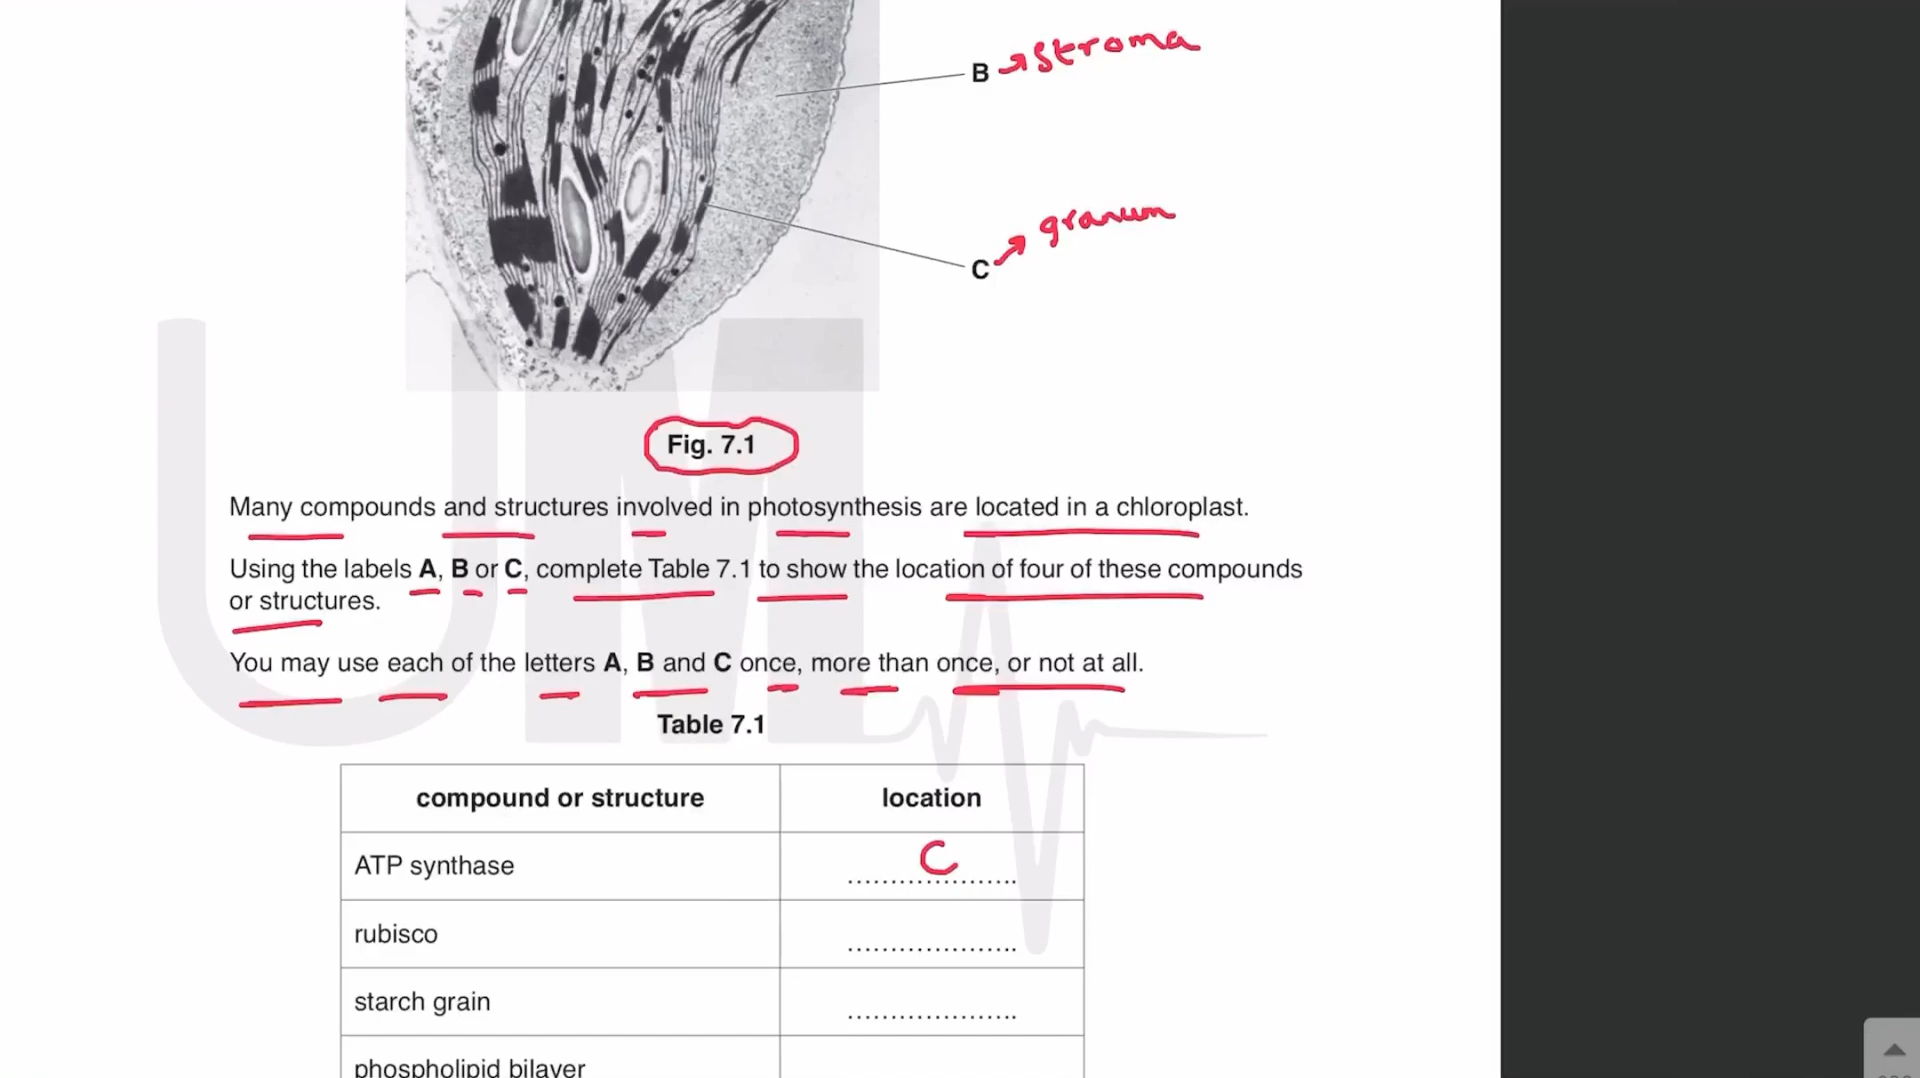 B → Stroma
C → granum
Fig. 7.1
Many compounds and structures involved in photosynthesis are located in a chloroplast.
Using the labels A, B or C, complete Table 7.1 to show the location of four of these compounds
or structures.
You may use each of the letters A, B and C once, more than once, or not at all.
Table 7.1
compound or structure location
ATP synthase C
rubisco ....................
starch grain ....................
phospholipid bilayer
UM